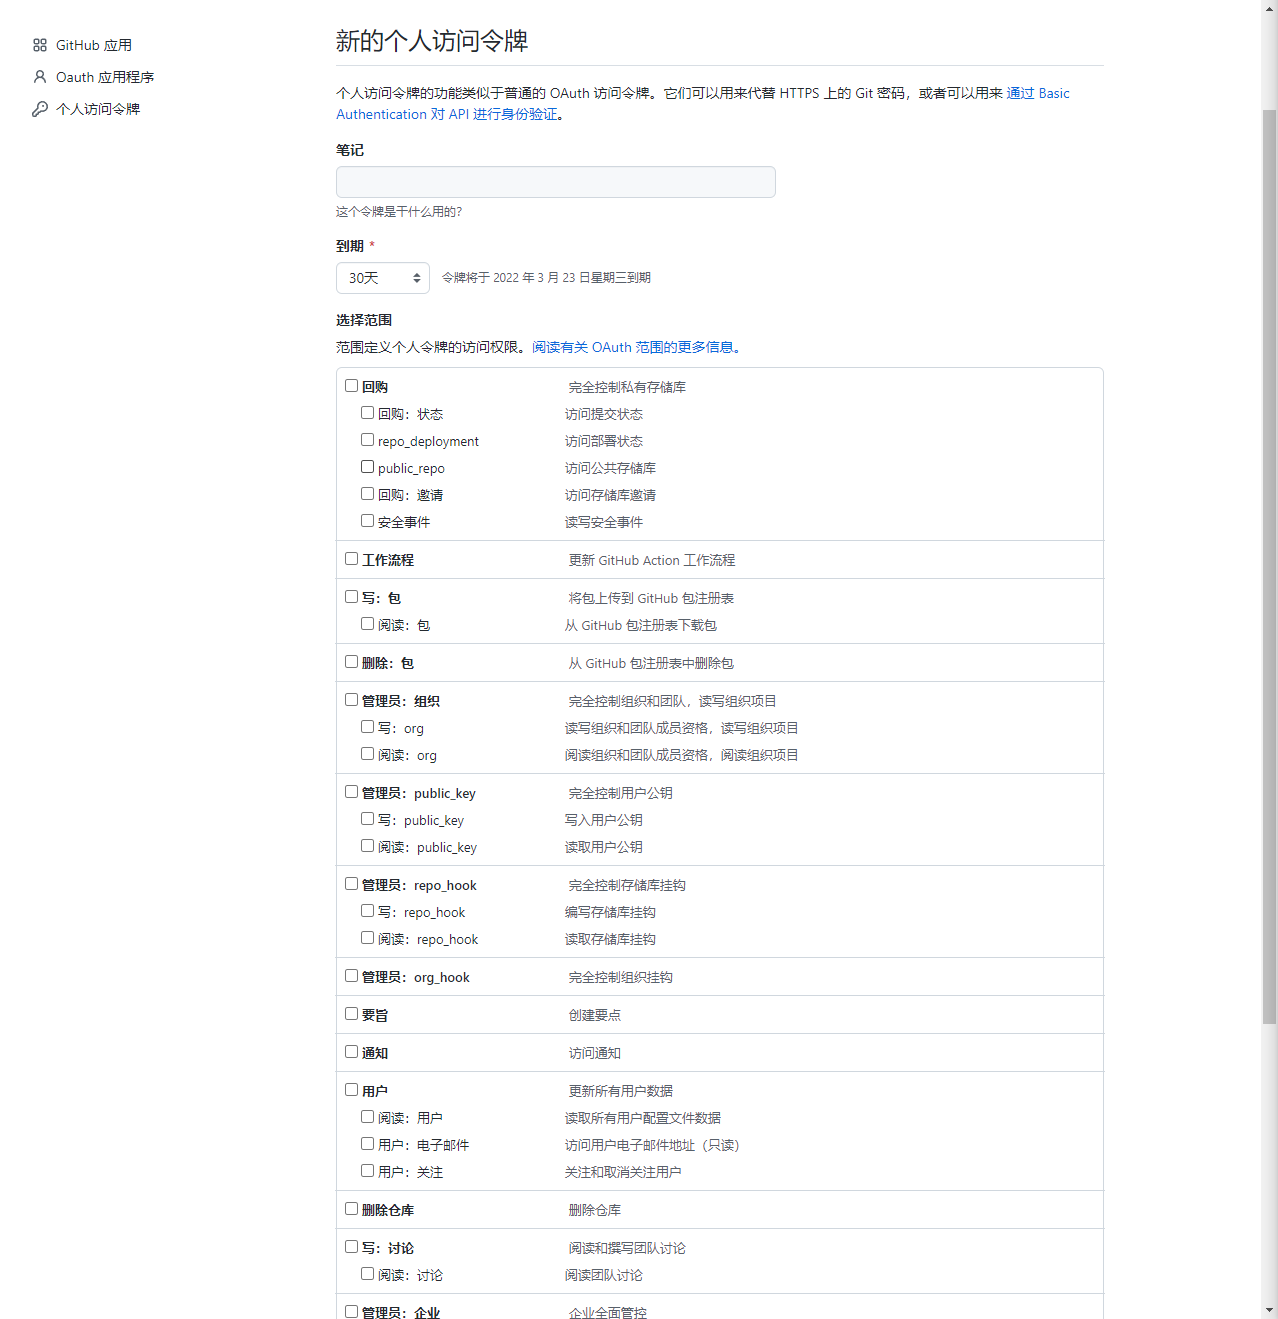 GitHub 应用
Oauth 应用程序
个人访问令牌
新的个人访问令牌
个人访问令牌的功能类似于普通的 OAuth 访问令牌。它们可以用来代替 HTTPS 上的 Git 密码，或者可以用来 通过 Basic
Authentication 对 API 进行身份验证。
笔记
这个令牌是干什么用的？
到期 *
30天 令牌将于 2022 年 3 月 23 日星期三到期
选择范围
范围定义个人令牌的访问权限。阅读有关 OAuth 范围的更多信息。
回购 完全控制私有存储库
回购：状态 访问提交状态
repo_deployment 访问部署状态
public_repo 访问公共存储库
回购：邀请 访问存储库邀请
安全事件 读写安全事件
工作流程 更新 GitHub Action 工作流程
写：包 将包上传到 GitHub 包注册表
阅读：包 从 GitHub 包注册表下载包
删除：包 从 GitHub 包注册表中删除包
管理员：组织 完全控制组织和团队，读写组织项目
写：org 读写组织和团队成员资格，读写组织项目
阅读：org 阅读组织和团队成员资格，阅读组织项目
管理员：public_key 完全控制用户公钥
写：public_key 写入用户公钥
阅读：public_key 读取用户公钥
管理员：repo_hook 完全控制存储库挂钩
写：repo_hook 编写存储库挂钩
阅读：repo_hook 读取存储库挂钩
管理员：org_hook 完全控制组织挂钩
要旨 创建要点
通知 访问通知
用户 更新所有用户数据
阅读：用户 读取所有用户配置文件数据
用户：电子邮件 访问用户电子邮件地址（只读）
用户：关注 关注和取消关注用户
删除仓库 删除仓库
写：讨论 阅读和撰写团队讨论
阅读：讨论 阅读团队讨论
管理员：企业 企业全面管控